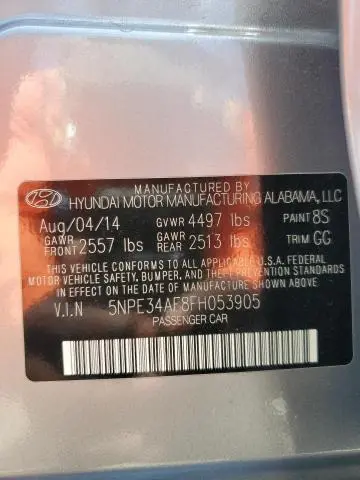 MANUFACTURED BY
HYUNDAI MOTOR MANUFACTURING ALABAMA, LLC
Aug/04/14 GVWR 4497 lbs PAINT 8S
GAWR FRONT 2557 lbs GAWR REAR 2513 lbs TRIM GG
THIS VEHICLE CONFORMS TO ALL APPLICABLE U.S.A. FEDERAL
MOTOR VEHICLE SAFETY, BUMPER, AND THEFT PREVENTION
STANDARDS IN EFFECT ON THE DATE OF MANUFACTURE SHOWN ABOVE.
V.I.N 5NPE34AF8FH053905
PASSENGER CAR